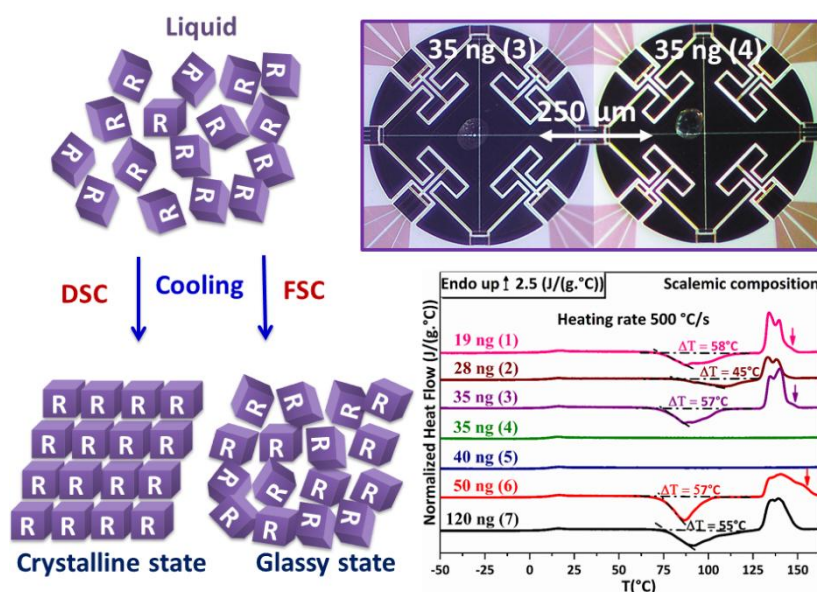 Liquid
R R R R
R R R R R
R R R R
R R R R
DSC
Cooling
FSC
R R R R
R R R R
R R R R
R R R R
R R R R
R R R R
R R R R
R R R R
Crystalline state
Glassy state
35 ng (3)
35 ng (4)
250 µm
Endo up 2.5 (J/(g.°C))
Scalemic composition
Heating rate 500 °C/s
19 ng (1)
ΔT = 58°C
28 ng (2)
ΔT = 45°C
35 ng (3)
ΔT = 57°C
35 ng (4)
40 ng (5)
50 ng (6)
ΔT = 57°C
120 ng (7)
ΔT = 55°C
Normalized Heat Flow (J/(g.°C))
-50 -25 0 25 50 75 100 125 150
T(°C)